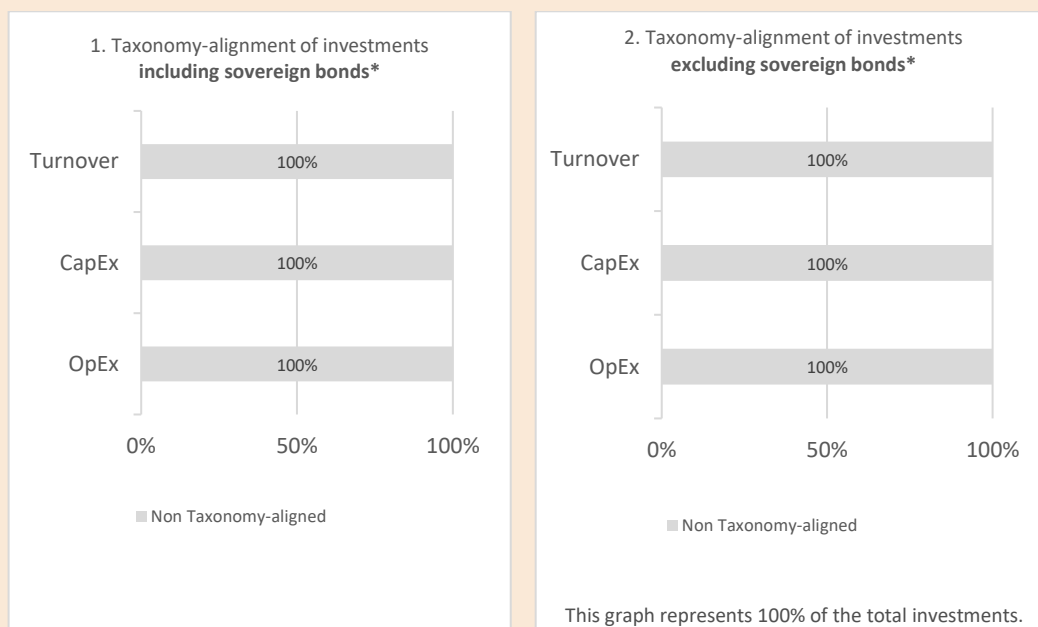 1. Taxonomy-alignment of investments
including sovereign bonds*
Turnover
100%
CapEx
100%
OpEx
100%
0%
50%
100%
Non Taxonomy-aligned
2. Taxonomy-alignment of investments
excluding sovereign bonds*
Turnover
100%
CapEx
100%
OpEx
100%
0%
50%
100%
Non Taxonomy-aligned
This graph represents 100% of the total investments.